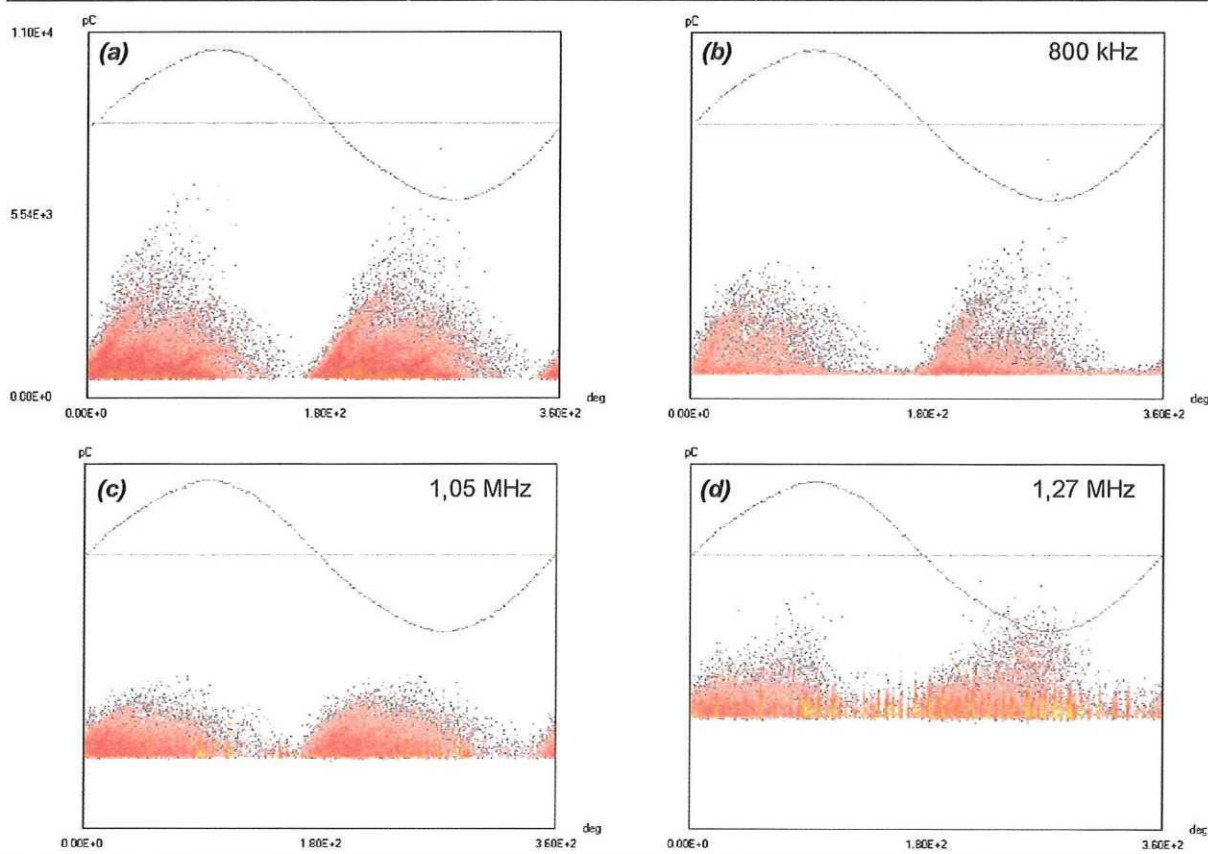 pC
1.10E+4
(a)
5.54E+3
0.00E+0
0.00E+0 1.80E+2 deg 3.60E+2
pC
(b) 800 kHz
0.00E+0 1.80E+2 deg 3.60E+2
pC
(c) 1,05 MHz
0.00E+0 1.80E+2 deg 3.60E+2
pC
(d) 1,27 MHz
0.00E+0 1.80E+2 deg 3.60E+2